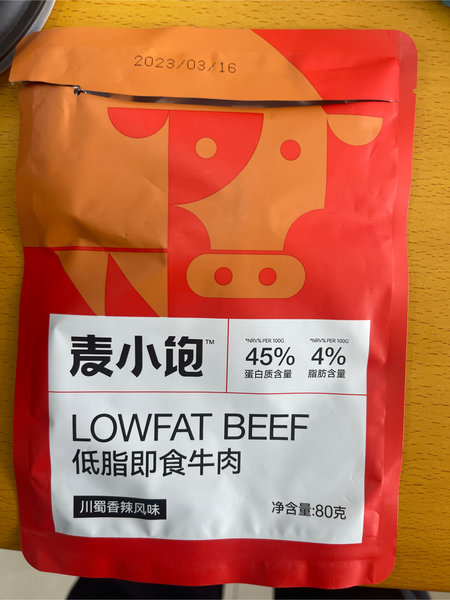 2023/03/16
麦小饱™
*NRV% PER 100G
45%
蛋白质含量
*NRV% PER 100G
4%
脂肪含量
LOWFAT BEEF
低脂即食牛肉
川蜀香辣风味
净含量:80克